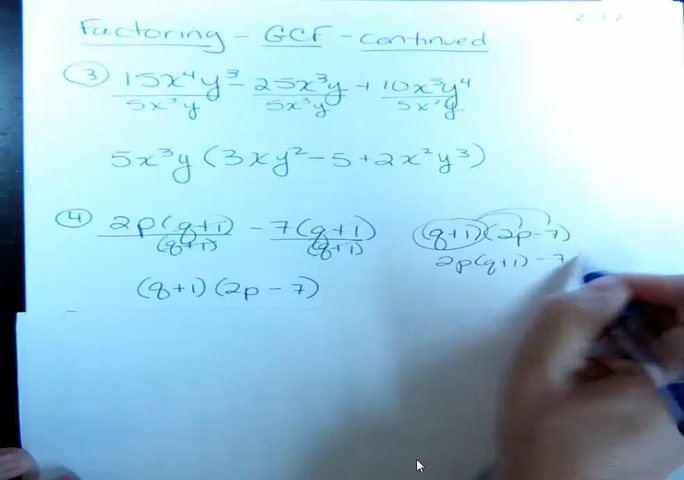 Factoring - GCF - continued
③ 15x⁴y³ - 25x³y + 10x⁵y⁴
5x³y 5x³y 5x³y
5x³y (3xy² - 5 + 2x²y³)
④ 2p(q+1) - 7(q+1)
(q+1) (q+1)
(q+1)(2p - 7)
(q+1)(2p-7)
2p(q+1) - 7